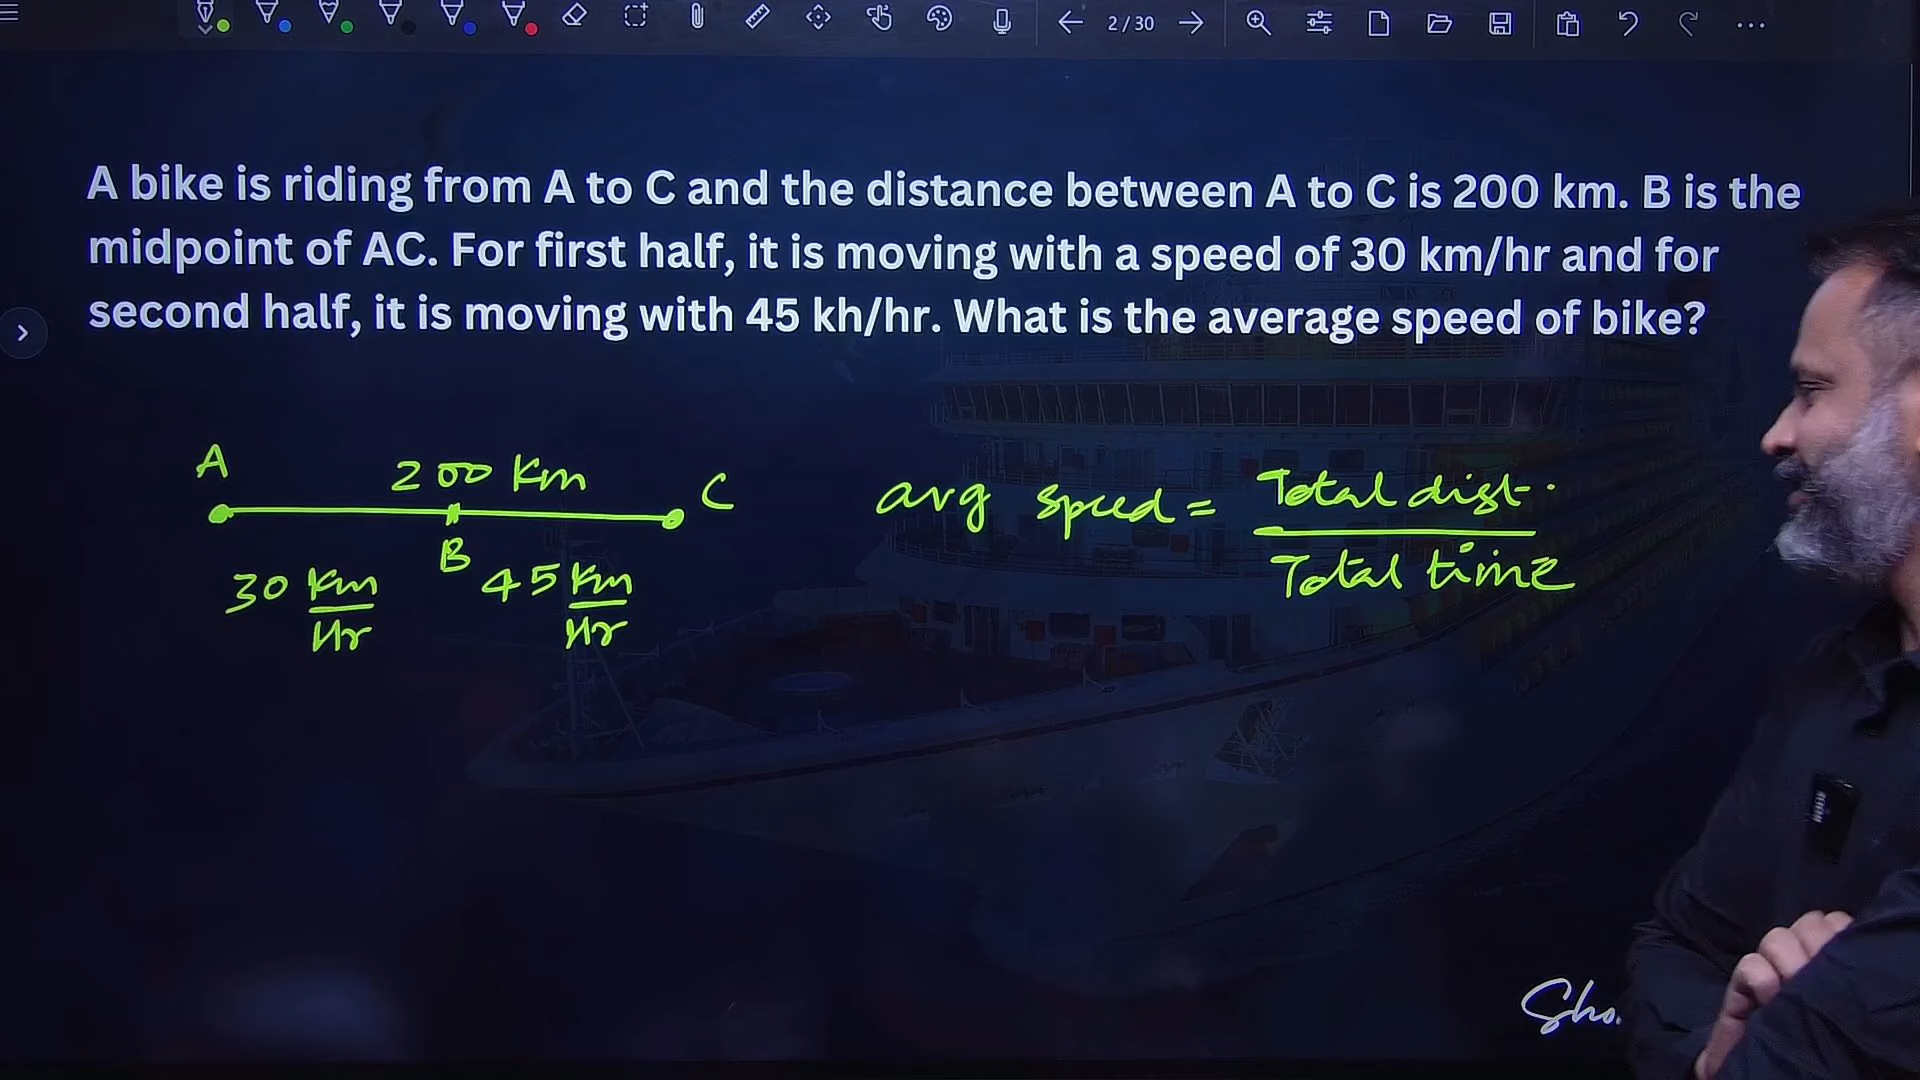 2 / 30
A bike is riding from A to C and the distance between A to C is 200 km. B is the
midpoint of AC. For first half, it is moving with a speed of 30 km/hr and for
second half, it is moving with 45 kh/hr. What is the average speed of bike?
A 200 Km C
B
30 Km/Hr 45 Km/Hr
avg speed = Total dist.
Total time
Sho.